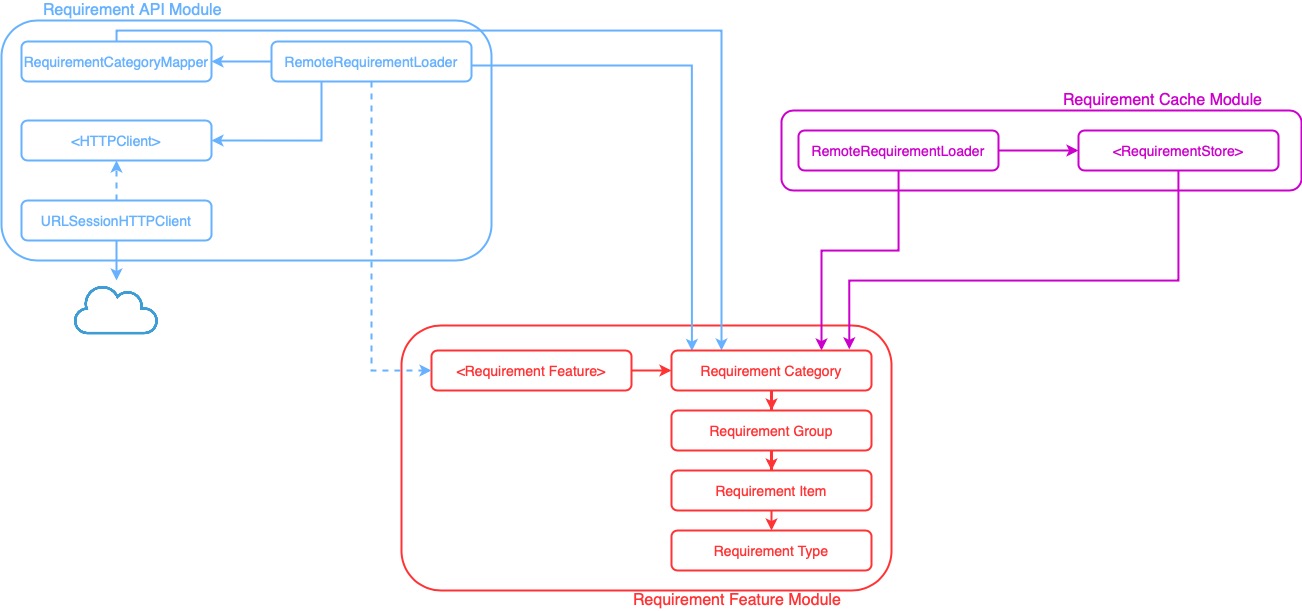 Requirement API Module
RequirementCategoryMapper
RemoteRequirementLoader
<HTTPClient>
URLSessionHTTPClient
Requirement Cache Module
RemoteRequirementLoader
<RequirementStore>
<Requirement Feature>
Requirement Category
Requirement Group
Requirement Item
Requirement Type
Requirement Feature Module